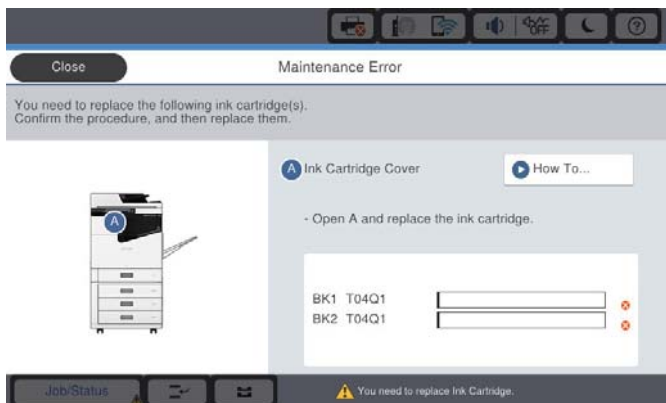 OFF
Close
Maintenance Error
You need to replace the following ink cartridge(s).
Confirm the procedure, and then replace them.
A Ink Cartridge Cover
How To...
A
- Open A and replace the ink cartridge.
BK1 T04Q1
BK2 T04Q1
Job/Status
You need to replace Ink Cartridge.